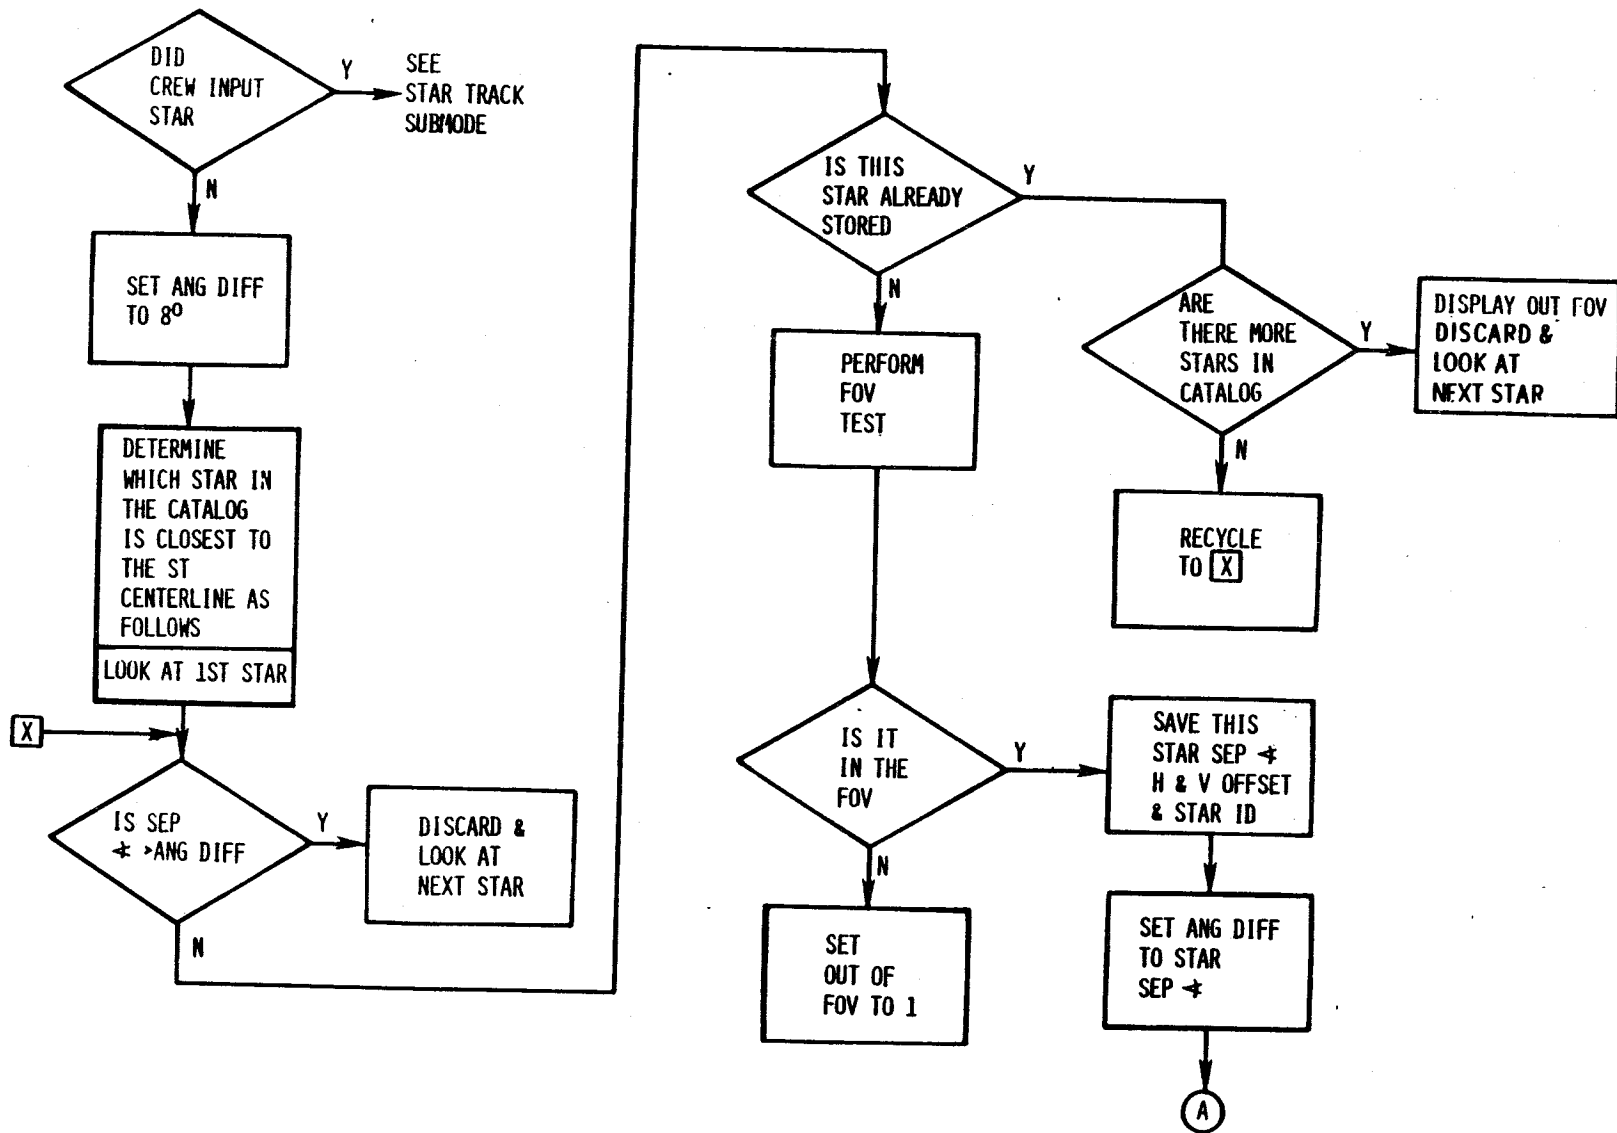 DID
CREW INPUT
STAR
Y
SEE
STAR TRACK
SUBMODE
N
SET ANG DIFF
TO 8º
DETERMINE
WHICH STAR IN
THE CATALOG
IS CLOSEST TO
THE ST
CENTERLINE AS
FOLLOWS
LOOK AT 1ST STAR
X
IS SEP
∢ >ANG DIFF
Y
DISCARD &
LOOK AT
NEXT STAR
N
IS THIS
STAR ALREADY
STORED
Y
N
ARE
THERE MORE
STARS IN
CATALOG
Y
DISPLAY OUT FOV
DISCARD &
LOOK AT
NEXT STAR
N
RECYCLE
TO X
PERFORM
FOV
TEST
IS IT
IN THE
FOV
Y
SAVE THIS
STAR SEP ∢
H & V OFFSET
& STAR ID
N
SET
OUT OF
FOV TO 1
SET ANG DIFF
TO STAR
SEP ∢
A